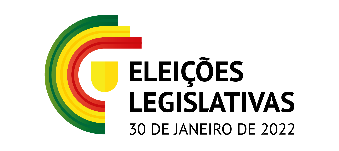 ELEIÇÕES
LEGISLATIVAS
30 DE JANEIRO DE 2022